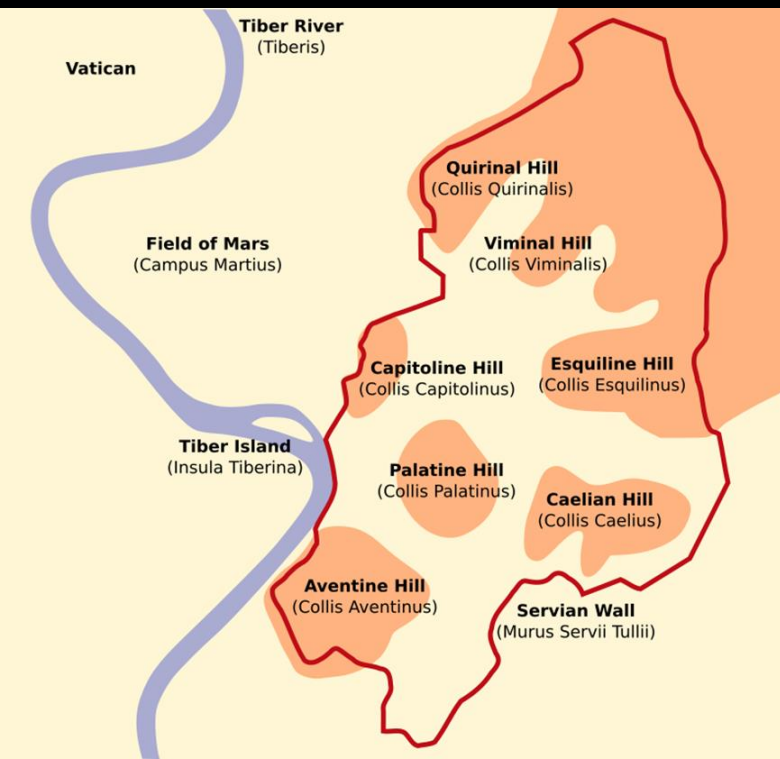 Tiber River
(Tiberis)
Vatican
Quirinal Hill
(Collis Quirinalis)
Field of Mars
(Campus Martius)
Viminal Hill
(Collis Viminalis)
Capitoline Hill
(Collis Capitolinus)
Esquiline Hill
(Collis Esquilinus)
Tiber Island
(Insula Tiberina)
Palatine Hill
(Collis Palatinus)
Caelian Hill
(Collis Caelius)
Aventine Hill
(Collis Aventinus)
Servian Wall
(Murus Servii Tullii)